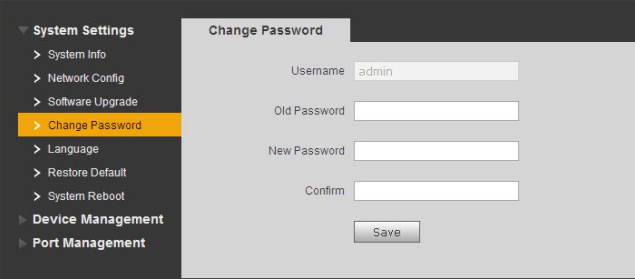 System Settings
System Info
Network Config
Software Upgrade
Change Password
Language
Restore Default
System Reboot
Device Management
Port Management
Change Password
Username admin
Old Password
New Password
Confirm
Save